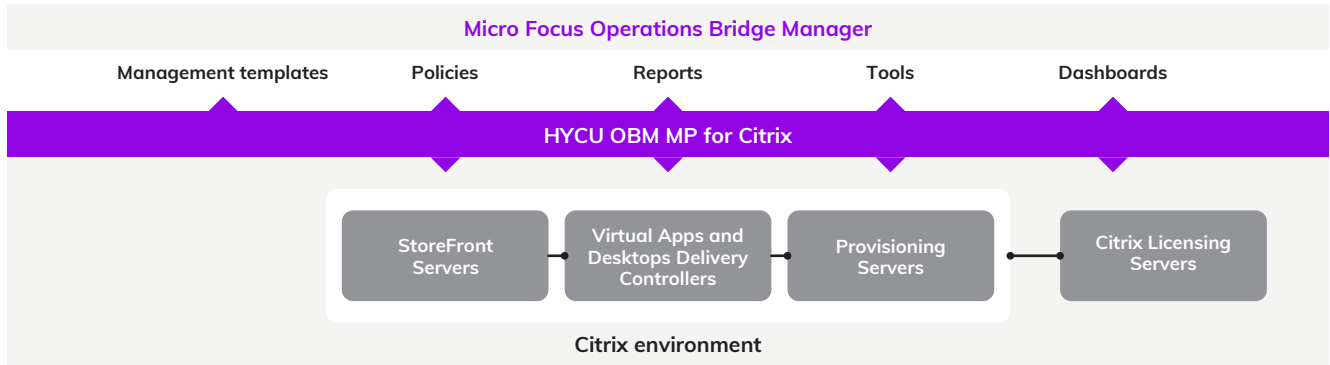 Micro Focus Operations Bridge Manager
Management templates
Policies
Reports
Tools
Dashboards
HYCU OBM MP for Citrix
StoreFront
Servers
Virtual Apps and
Desktops Delivery
Controllers
Provisioning
Servers
Citrix Licensing
Servers
Citrix environment